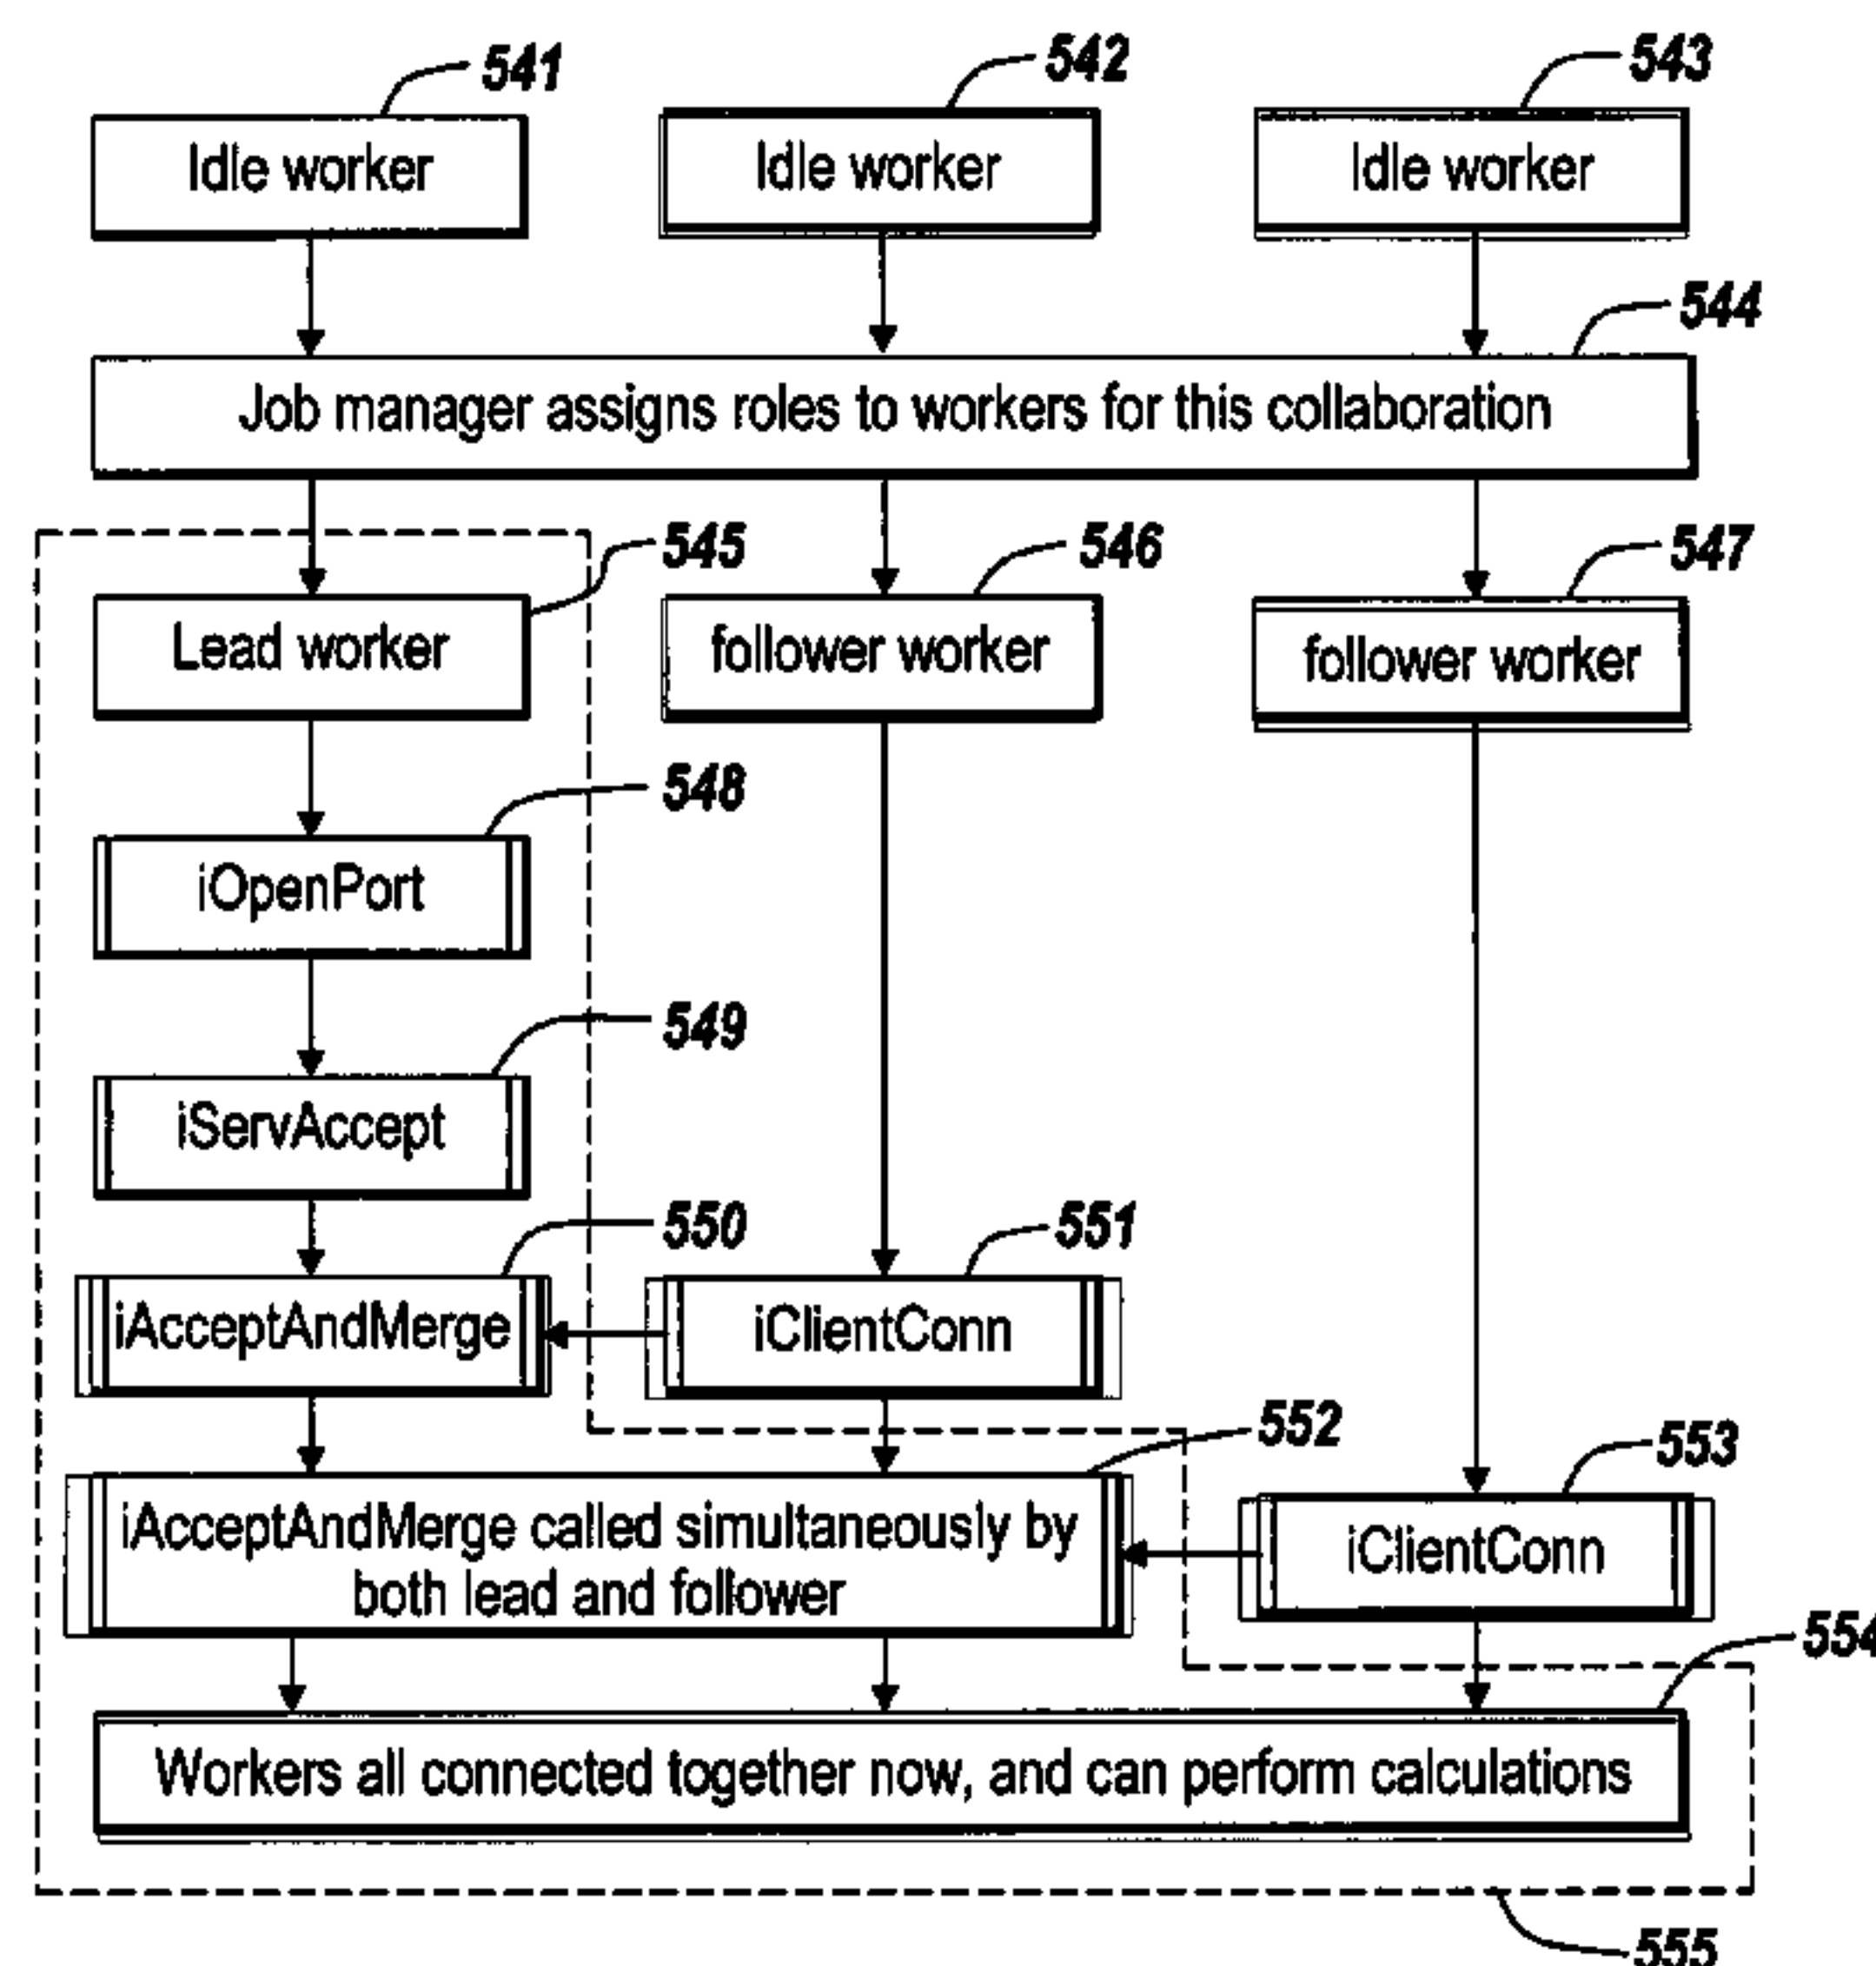 541
542
543
Idle worker
Idle worker
Idle worker
544
Job manager assigns roles to workers for this collaboration
545
546
547
Lead worker
follower worker
follower worker
548
iOpenPort
549
iServAccept
550
551
iAcceptAndMerge
iClientConn
552
553
iAcceptAndMerge called simultaneously by
both lead and follower
iClientConn
554
Workers all connected together now, and can perform calculations
555